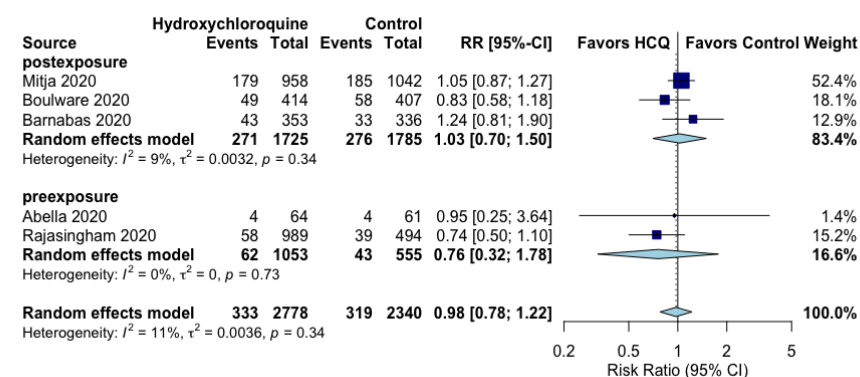 Hydroxychloroquine Control
Source Events Total Events Total RR [95%-CI] Favors HCQ Favors Control Weight
postexposure
Mitja 2020 179 958 185 1042 1.05 [0.87; 1.27] 52.4%
Boulware 2020 49 414 58 407 0.83 [0.58; 1.18] 18.1%
Barnabas 2020 43 353 33 336 1.24 [0.81; 1.90] 12.9%
Random effects model 271 1725 276 1785 1.03 [0.70; 1.50] 83.4%
Heterogeneity: I² = 9%, τ² = 0.0032, p = 0.34
preexposure
Abella 2020 4 64 4 61 0.95 [0.25; 3.64] 1.4%
Rajasingham 2020 58 989 39 494 0.74 [0.50; 1.10] 15.2%
Random effects model 62 1053 43 555 0.76 [0.32; 1.78] 16.6%
Heterogeneity: I² = 0%, τ² = 0, p = 0.73
Random effects model 333 2778 319 2340 0.98 [0.78; 1.22] 100.0%
Heterogeneity: I² = 11%, τ² = 0.0036, p = 0.34
0.2 0.5 1 2 5
Risk Ratio (95% CI)